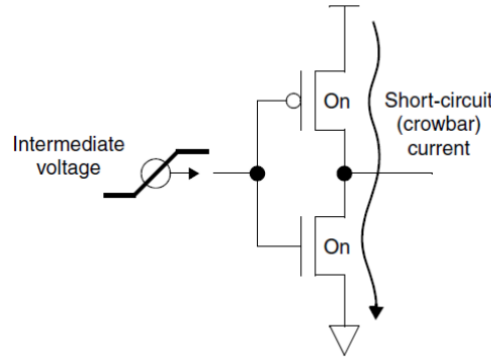 Intermediate
voltage
On
On
Short-circuit
(crowbar)
current